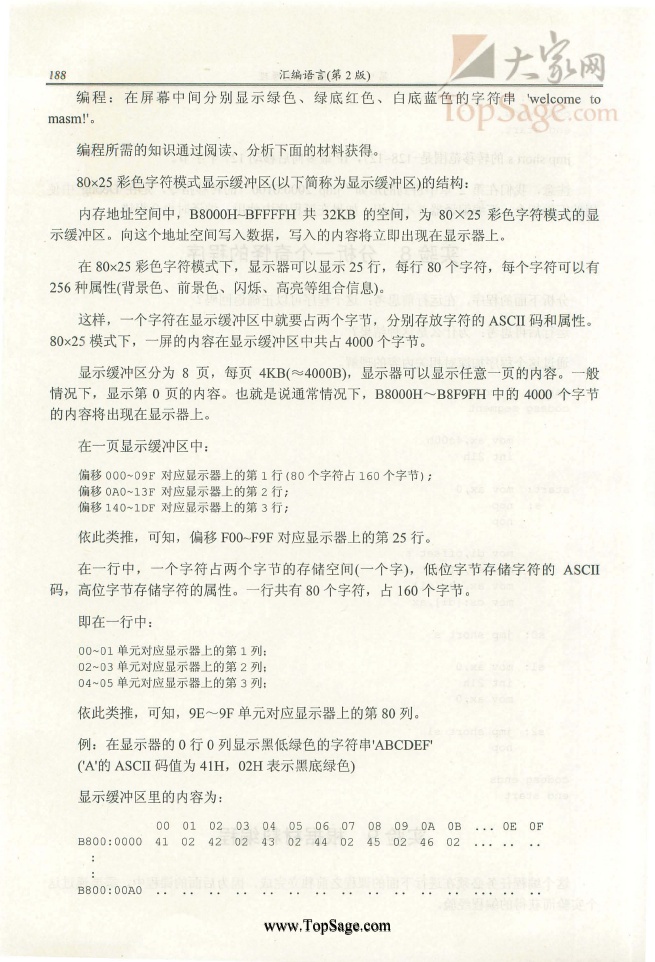 大家网
TopSage.com
188
汇编语言(第 2 版)
编程：在屏幕中间分别显示绿色、绿底红色、白底蓝色的字符串 'welcome to
masm!'。
编程所需的知识通过阅读、分析下面的材料获得。
80×25 彩色字符模式显示缓冲区(以下简称为显示缓冲区)的结构：
内存地址空间中，B8000H~BFFFFH 共 32KB 的空间，为 80×25 彩色字符模式的显
示缓冲区。向这个地址空间写入数据，写入的内容将立即出现在显示器上。
在 80×25 彩色字符模式下，显示器可以显示 25 行，每行 80 个字符，每个字符可以有
256 种属性(背景色、前景色、闪烁、高亮等组合信息)。
这样，一个字符在显示缓冲区中就要占两个字节，分别存放字符的 ASCII 码和属性。
80×25 模式下，一屏的内容在显示缓冲区中共占 4000 个字节。
显示缓冲区分为 8 页，每页 4KB(≈4000B)，显示器可以显示任意一页的内容。一般
情况下，显示第 0 页的内容。也就是说通常情况下，B8000H～B8F9FH 中的 4000 个字节
的内容将出现在显示器上。
在一页显示缓冲区中：
偏移 000~09F 对应显示器上的第 1 行(80 个字符占 160 个字节)；
偏移 0A0~13F 对应显示器上的第 2 行；
偏移 140~1DF 对应显示器上的第 3 行；
依此类推，可知，偏移 F00~F9F 对应显示器上的第 25 行。
在一行中，一个字符占两个字节的存储空间(一个字)，低位字节存储字符的 ASCII
码，高位字节存储字符的属性。一行共有 80 个字符，占 160 个字节。
即在一行中：
00~01 单元对应显示器上的第 1 列；
02~03 单元对应显示器上的第 2 列；
04~05 单元对应显示器上的第 3 列；
依此类推，可知，9E～9F 单元对应显示器上的第 80 列。
例：在显示器的 0 行 0 列显示黑低绿色的字符串'ABCDEF'
('A'的 ASCII 码值为 41H，02H 表示黑底绿色)
显示缓冲区里的内容为：
00 01 02 03 04 05 06 07 08 09 0A 0B ... 0E 0F
B800:0000 41 02 42 02 43 02 44 02 45 02 46 02 ... .. ..
:
:
B800:00A0 .. .. .. .. .. .. .. .. .. .. .. .. ... .. ..
www.TopSage.com